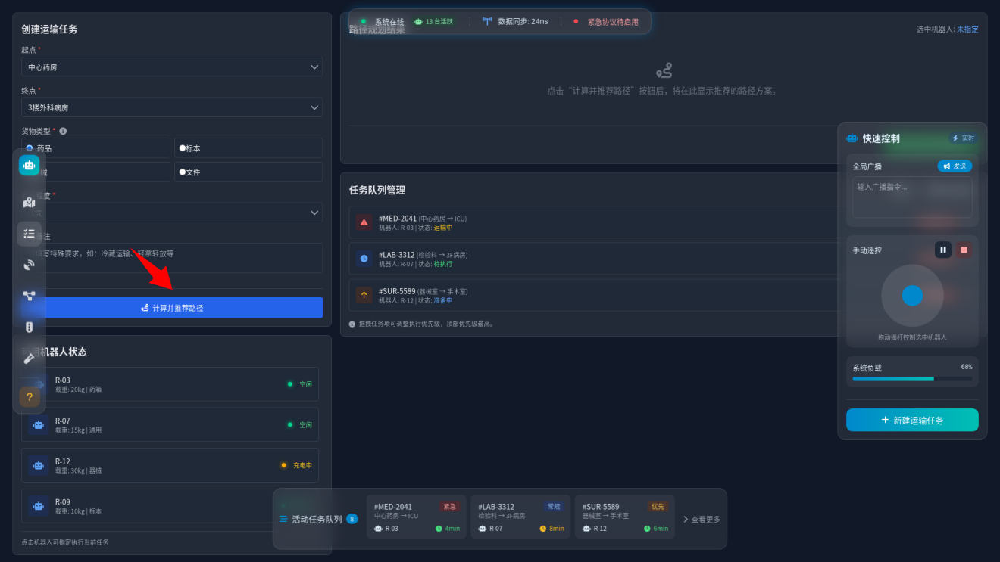 系统在线
13 台活跃
数据同步: 24ms
紧急协议待启用
创建运输任务
起点 *
中心药房
终点 *
3楼外科病房
货物类型 *
药品
标本
械
文件
程度 *
先
注
填写特殊要求，如：冷藏运输、轻拿轻放等
计算并推荐路径
机器人状态
R-03
载重: 20kg | 药箱
空闲
R-07
载重: 15kg | 通用
空闲
R-12
载重: 30kg | 器械
充电中
R-09
载重: 10kg | 标本
点击机器人可指定执行当前任务
?
路径规划结果
选中机器人: 未指定
点击“计算并推荐路径”按钮后，将在此显示推荐的路径方案。
任务队列管理
#MED-2041 (中心药房 → ICU)
机器人: R-03 | 状态: 运输中
#LAB-3312 (检验科 → 3F病房)
机器人: R-07 | 状态: 待执行
#SUR-5589 (器械室 → 手术室)
机器人: R-12 | 状态: 准备中
拖拽任务项可调整执行优先级，顶部优先级最高。
快速控制
实时
全局广播
发送
输入广播指令...
手动遥控
拖动摇杆控制选中机器人
系统负载
68%
新建运输任务
活动任务队列 8
#MED-2041 紧急
中心药房 → ICU
R-03 4min
#LAB-3312 常规
检验科 → 3F病房
R-07 8min
#SUR-5589 优先
器械室 → 手术室
R-12 6min
查看更多